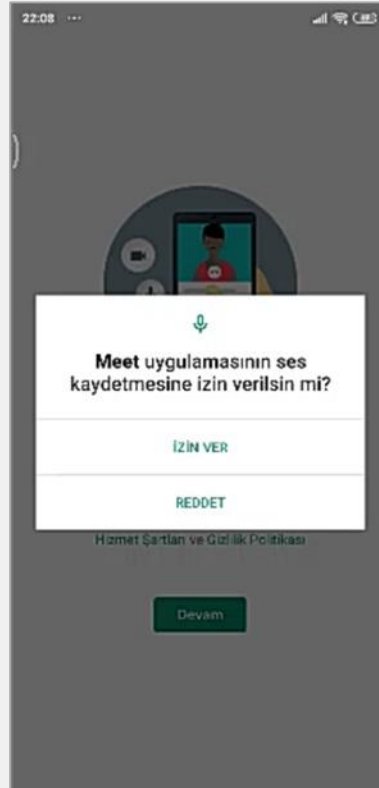 22:08 ...
Meet uygulamasının ses
kaydetmesine izin verilsin mi?
İZİN VER
REDDET
Hizmet Şartları ve Gizlilik Politikası
Devam